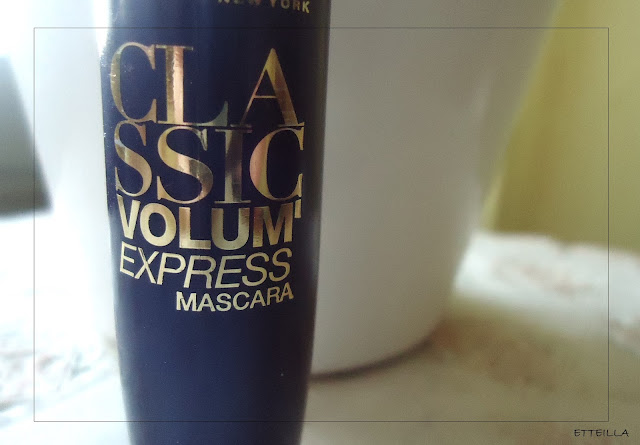 NEW YORK
CLA
SSIC
VOLUM'
EXPRESS
MASCARA
ETTEILLA